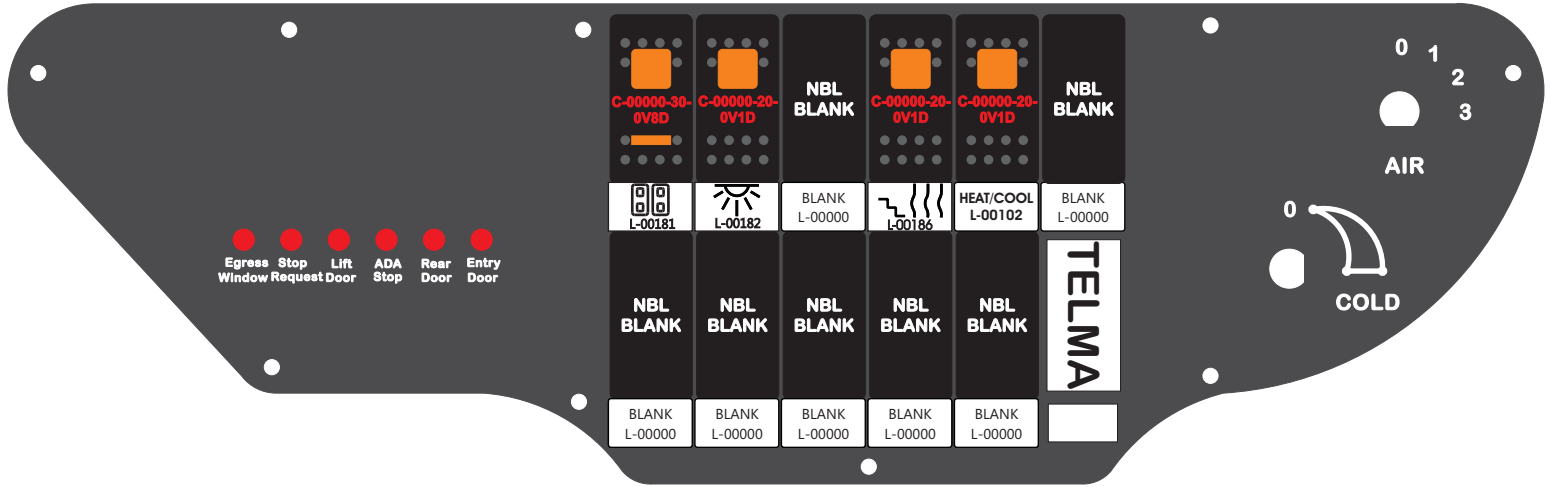 C-00000-30-
0V8D
C-00000-20-
0V1D
NBL
BLANK
C-00000-20-
0V1D
C-00000-20-
0V1D
NBL
BLANK
0
1
2
3
AIR
L-00181
L-00182
BLANK
L-00000
L-00186
HEAT/COOL
L-00102
BLANK
L-00000
0
COLD
Egress
Window
Stop
Request
Lift
Door
ADA
Stop
Rear
Door
Entry
Door
NBL
BLANK
NBL
BLANK
NBL
BLANK
NBL
BLANK
NBL
BLANK
TELMA
BLANK
L-00000
BLANK
L-00000
BLANK
L-00000
BLANK
L-00000
BLANK
L-00000